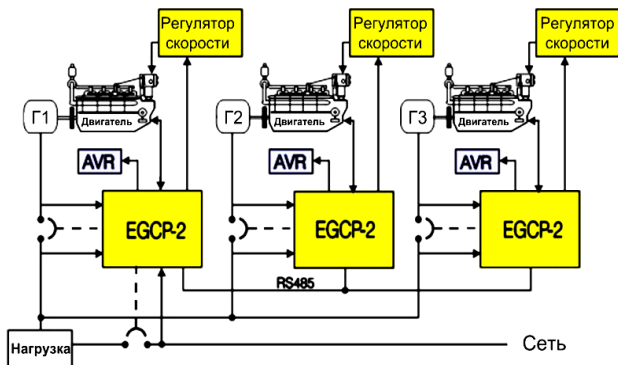 Регулятор
скорости
Регулятор
скорости
Регулятор
скорости
Г1
Двигатель
Г2
Двигатель
Г3
Двигатель
AVR
AVR
AVR
EGCP-2
EGCP-2
EGCP-2
RS485
Нагрузка
Сеть